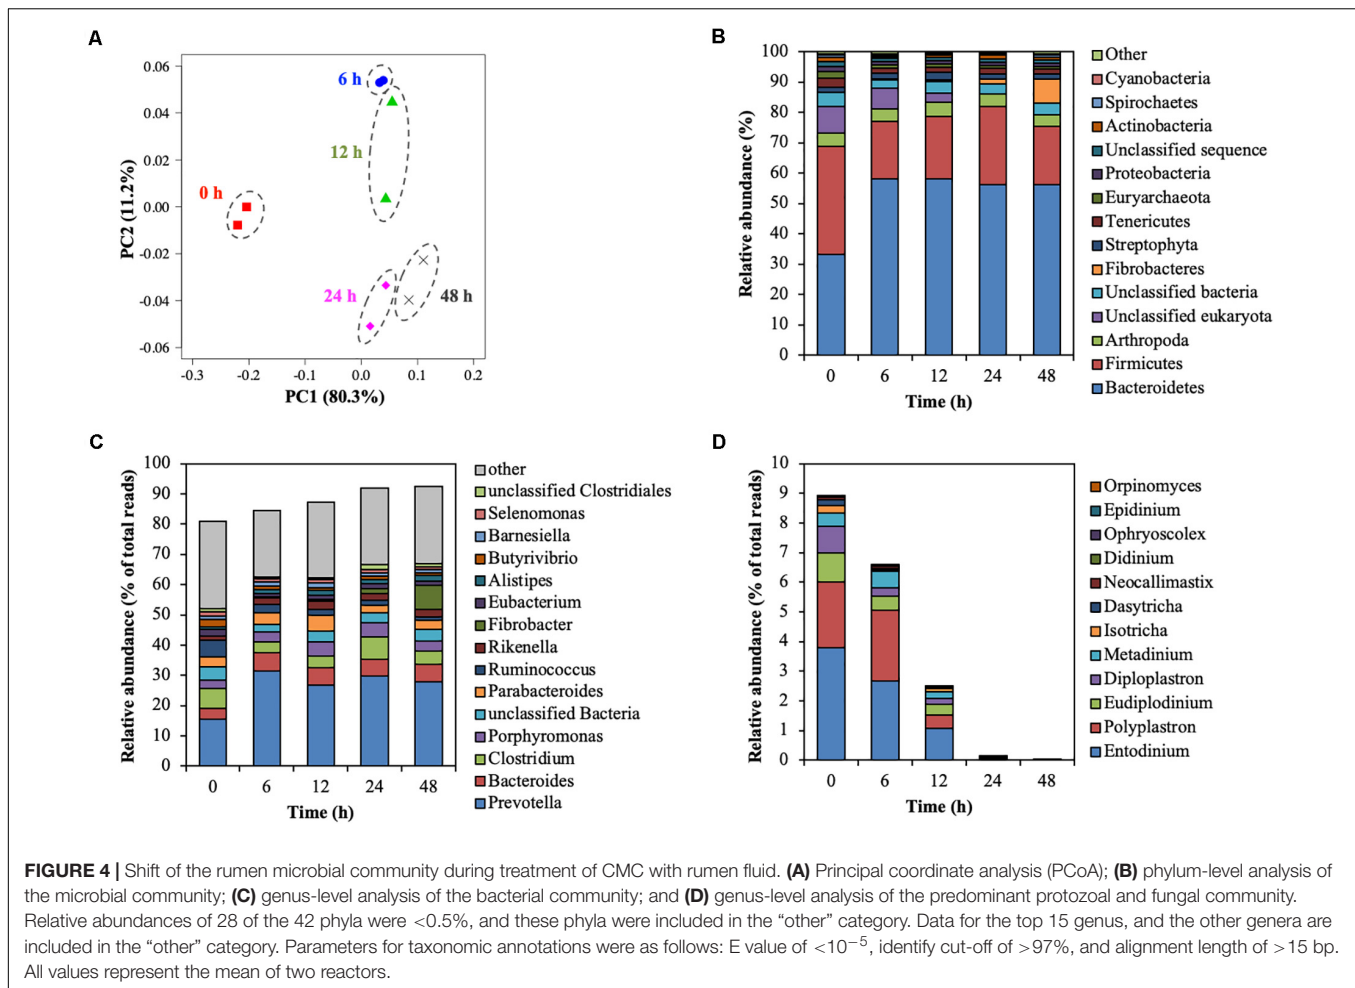 A
0.06
0.04
0.02
0.00
-0.02
-0.04
-0.06
PC2 (11.2%)
6 h
12 h
0 h
24 h
48 h
-0.3
-0.2
-0.1
0.0
0.1
0.2
PC1 (80.3%)
B
100
90
80
70
60
50
40
30
20
10
0
Relative abundance (%)
0
6
12
24
48
Time (h)
Other
Cyanobacteria
Spirochaetes
Actinobacteria
Unclassified sequence
Proteobacteria
Euryarchaeota
Tenericutes
Streptophyta
Fibrobacteres
Unclassified bacteria
Unclassified eukaryota
Arthropoda
Firmicutes
Bacteroidetes
C
100
90
80
70
60
50
40
30
20
10
0
Relative abundance (% of total reads)
0
6
12
24
48
Time (h)
other
unclassified Clostridiales
Selenomonas
Barnesiella
Butyrivibrio
Alistipes
Eubacterium
Fibrobacter
Rikenella
Ruminococcus
Parabacteroides
unclassified Bacteria
Porphyromonas
Clostridium
Bacteroides
Prevotella
D
10
9
8
7
6
5
4
3
2
1
0
Relative abundance (% of total reads)
0
6
12
24
48
Time (h)
Orpinomyces
Epidinium
Ophryoscolex
Didinium
Neocallimastix
Dasytricha
Isotricha
Metadinium
Diploplastron
Eudiplodinium
Polyplastron
Entodinium
FIGURE 4 | Shift of the rumen microbial community during treatment of CMC with rumen fluid. (A) Principal coordinate analysis (PCoA); (B) phylum-level analysis of
the microbial community; (C) genus-level analysis of the bacterial community; and (D) genus-level analysis of the predominant protozoal and fungal community.
Relative abundances of 28 of the 42 phyla were <0.5%, and these phyla were included in the “other” category. Data for the top 15 genus, and the other genera are
included in the “other” category. Parameters for taxonomic annotations were as follows: E value of <10−5, identify cut-off of >97%, and alignment length of >15 bp.
All values represent the mean of two reactors.